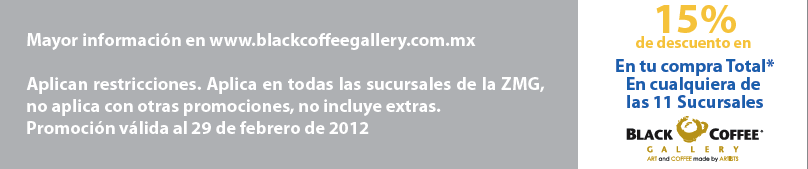 Mayor información en www.blackcoffeegallery.com.mx
Aplican restricciones. Aplica en todas las sucursales de la ZMG,
no aplica con otras promociones, no incluye extras.
Promoción válida al 29 de febrero de 2012
15%
de descuento en
En tu compra Total*
En cualquiera de
las 11 Sucursales
BLACK COFFEE
GALLERY
ART and COFFEE made by ARTISTS